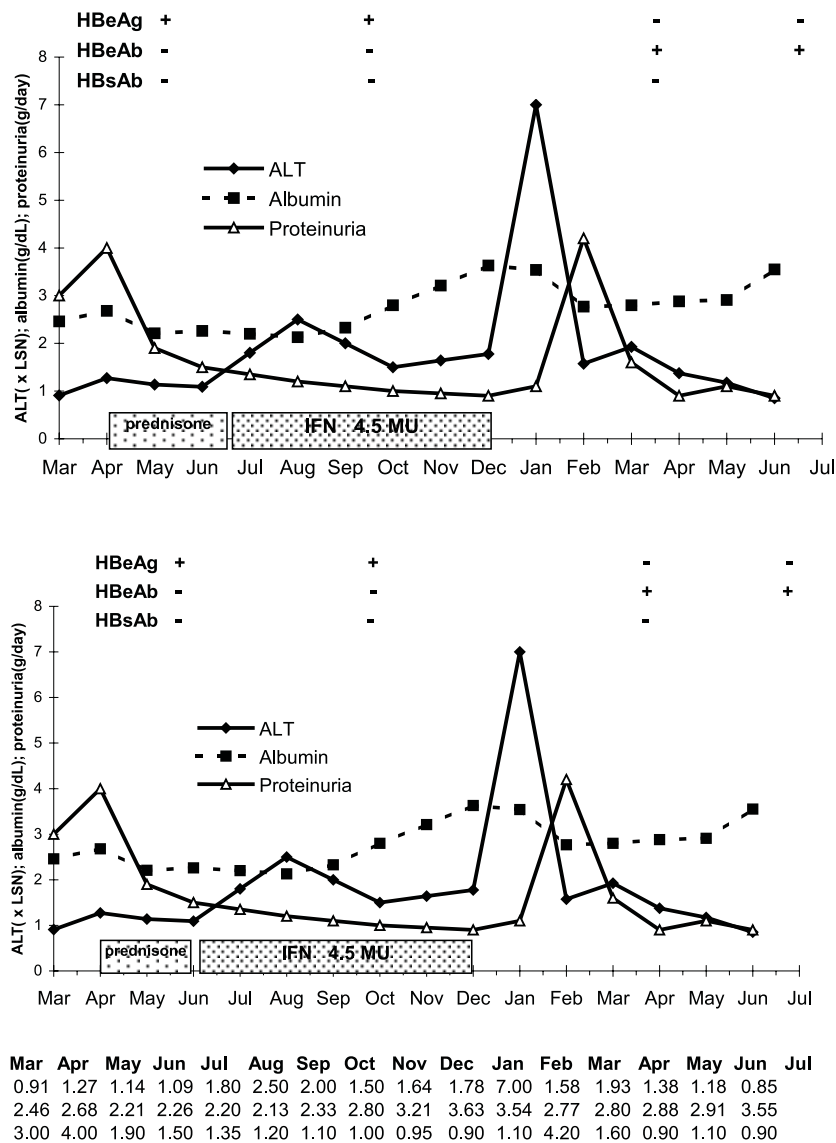 HBeAg + + - -
HBeAb - - + +
HBsAb - - -
8
7
6
5
4
3
2
1
0
ALT( x LSN); albumin(g/dL); proteinuria(g/day)
ALT
Albumin
Proteinuria
prednisone IFN 4.5 MU
Mar Apr May Jun Jul Aug Sep Oct Nov Dec Jan Feb Mar Apr May Jun Jul
HBeAg + + - -
HBeAb - - + +
HBsAb - - -
8
7
6
5
4
3
2
1
0
ALT( x LSN); albumin(g/dL); proteinuria(g/day)
ALT
Albumin
Proteinuria
prednisone IFN 4.5 MU
Mar Apr May Jun Jul Aug Sep Oct Nov Dec Jan Feb Mar Apr May Jun Jul
Mar Apr May Jun Jul Aug Sep Oct Nov Dec Jan Feb Mar Apr May Jun Jul
0.91 1.27 1.14 1.09 1.80 2.50 2.00 1.50 1.64 1.78 7.00 1.58 1.93 1.38 1.18 0.85
2.46 2.68 2.21 2.26 2.20 2.13 2.33 2.80 3.21 3.63 3.54 2.77 2.80 2.88 2.91 3.55
3.00 4.00 1.90 1.50 1.35 1.20 1.10 1.00 0.95 0.90 1.10 4.20 1.60 0.90 1.10 0.90